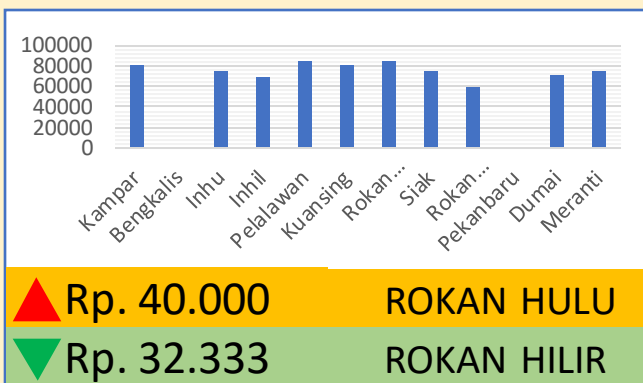 100000
80000
60000
40000
20000
0
Kampar
Bengkalis
Inhu
Inhil
Pelalawan
Kuansing
Rokan...
Siak
Rokan...
Pekanbaru
Dumai
Meranti
Rp. 40.000 ROKAN HULU
Rp. 32.333 ROKAN HILIR